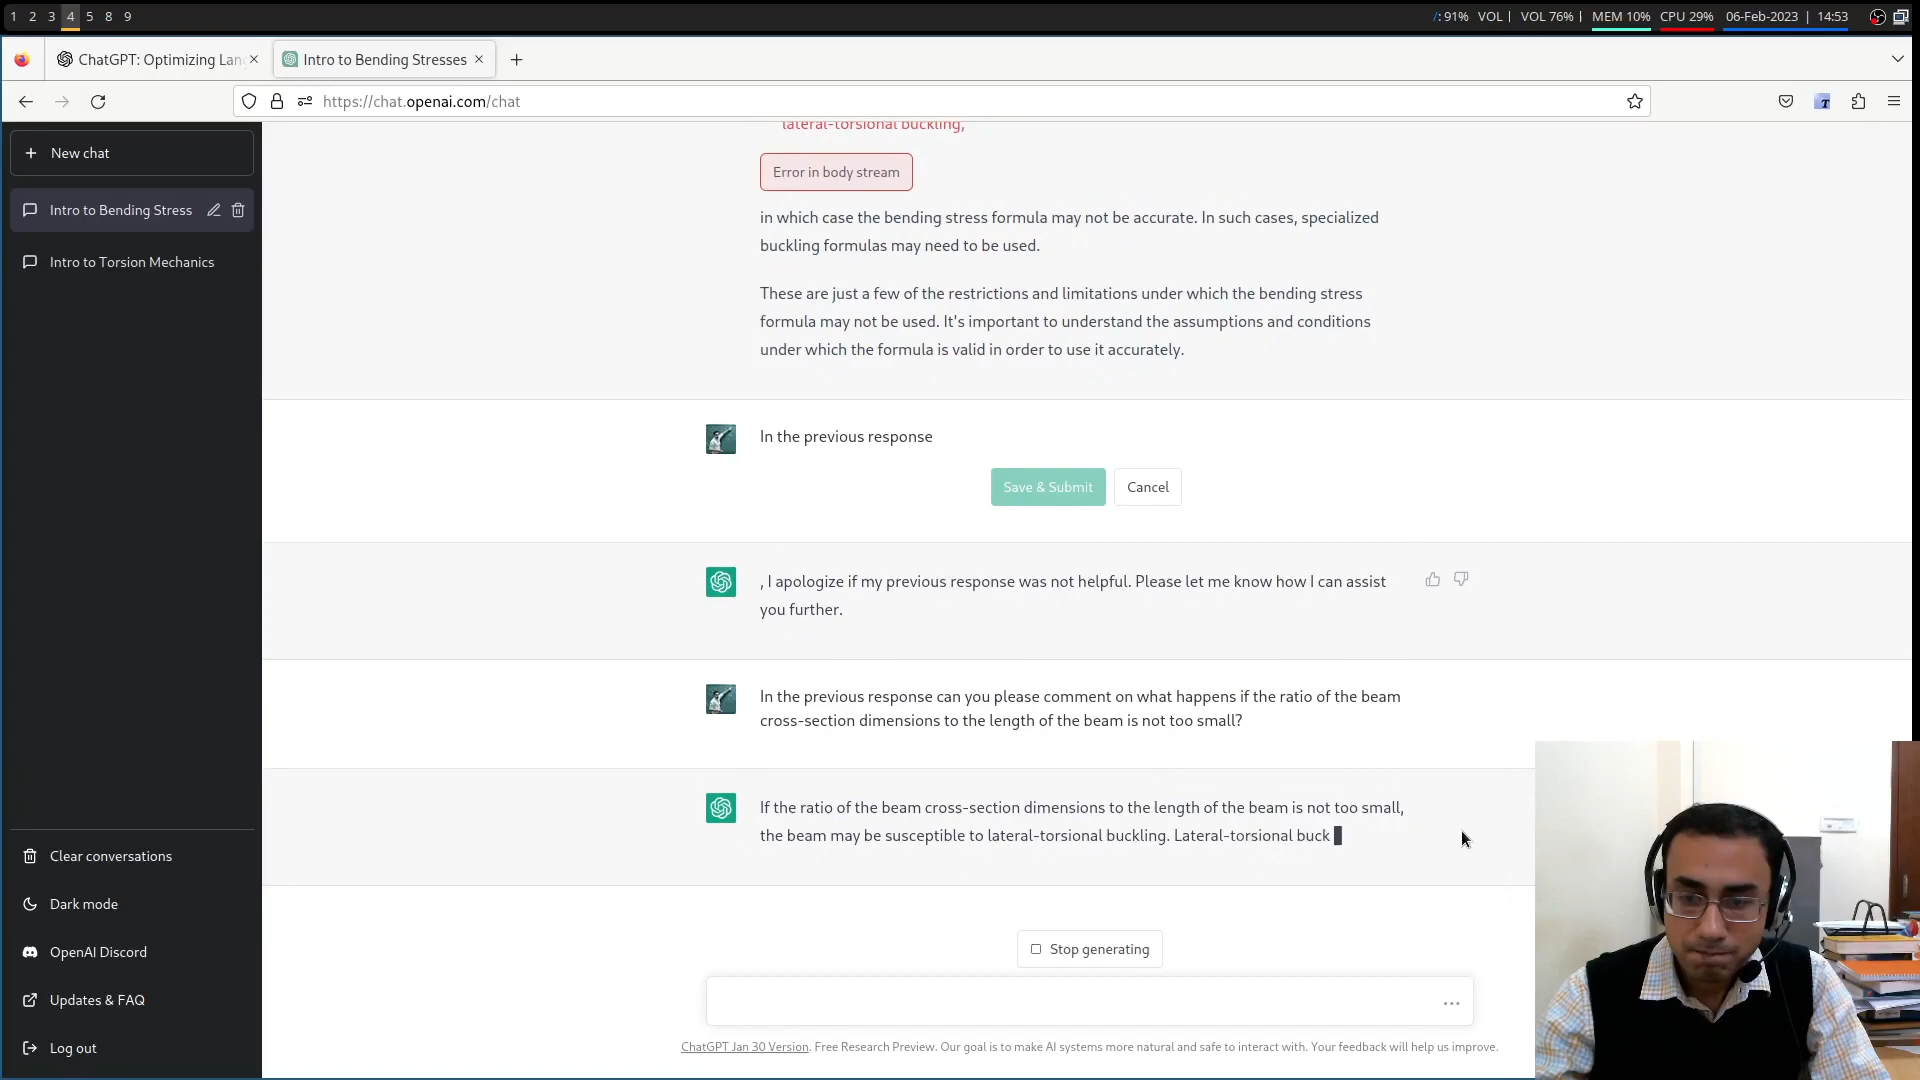 1 2 3 4 5 8 9
/: 91% VOL | VOL 76% | MEM 10% CPU 29% 06-Feb-2023 | 14:53
ChatGPT: Optimizing Lan
Intro to Bending Stresses
https://chat.openai.com/chat
New chat
Intro to Bending Stress
Intro to Torsion Mechanics
lateral-torsional buckling,
Error in body stream
in which case the bending stress formula may not be accurate. In such cases, specialized
buckling formulas may need to be used.
These are just a few of the restrictions and limitations under which the bending stress
formula may not be used. It's important to understand the assumptions and conditions
under which the formula is valid in order to use it accurately.
In the previous response
Save & Submit Cancel
, I apologize if my previous response was not helpful. Please let me know how I can assist
you further.
In the previous response can you please comment on what happens if the ratio of the beam
cross-section dimensions to the length of the beam is not too small?
If the ratio of the beam cross-section dimensions to the length of the beam is not too small,
the beam may be susceptible to lateral-torsional buckling. Lateral-torsional buck
Clear conversations
Dark mode
OpenAI Discord
Updates & FAQ
Log out
Stop generating
ChatGPT Jan 30 Version. Free Research Preview. Our goal is to make AI systems more natural and safe to interact with. Your feedback will help us improve.